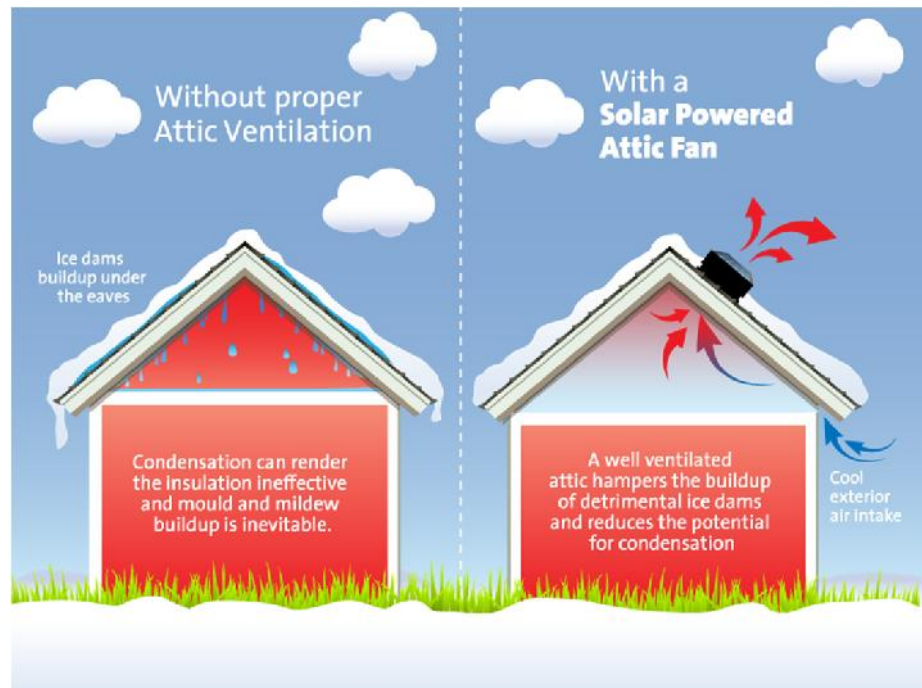 Without proper
Attic Ventilation
Ice dams
buildup under
the eaves
Condensation can render
the insulation ineffective
and mould and mildew
buildup is inevitable.
With a
Solar Powered
Attic Fan
A well ventilated
attic hampers the buildup
of detrimental ice dams
and reduces the potential
for condensation
Cool
exterior
air intake